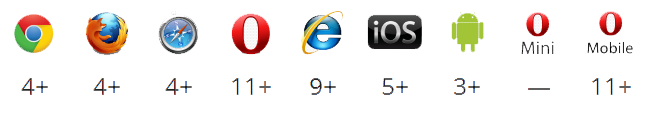 iOS
Mini
Mobile
4+ 4+ 4+ 11+ 9+ 5+ 3+ — 11+